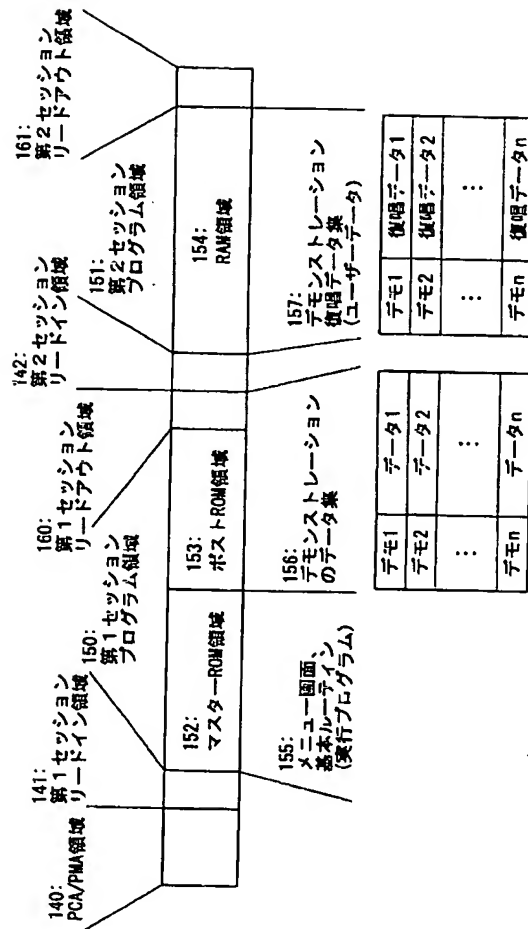 140:
PCA/PMA領域
141:
第1セッション
リードイン領域
150:
第1セッション
プログラム領域
160:
第1セッション
リードアウト領域
142:
第2セッション
リードイン領域
151:
第2セッション
プログラム領域
161:
第2セッション
リードアウト領域
152:
マスターROM領域
153:
ポストROM領域
154:
RAM領域
155:
メニュー画面、
基本ルーティン
(実行プログラム)
156:
デモンストレーション
のデータ集
デモ1 データ1
デモ2 データ2
⋮
デモn データn
157:
デモンストレーション
復唱データ集
(ユーザーデータ)
デモ1 復唱データ1
デモ2 復唱データ2
⋮ ⋮
デモn 復唱データn